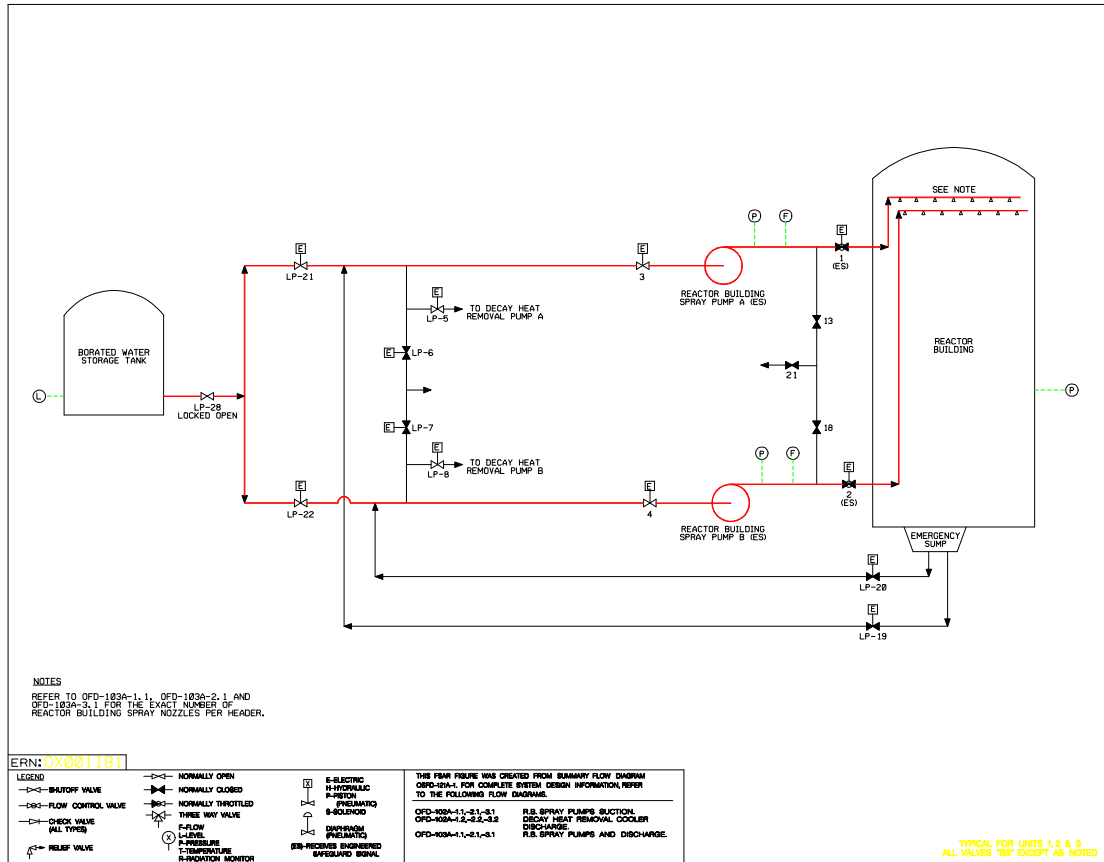 SEE NOTE
P
F
E
1
(ES)
E
LP-21
E
3
REACTOR BUILDING
SPRAY PUMP A (ES)
E
LP-5
TO DECAY HEAT
REMOVAL PUMP A
13
BORATED WATER
STORAGE TANK
E
LP-6
21
REACTOR
BUILDING
L
LP-28
LOCKED OPEN
P
E
LP-7
18
E
LP-8
TO DECAY HEAT
REMOVAL PUMP B
P
F
E
2
(ES)
E
LP-22
E
4
REACTOR BUILDING
SPRAY PUMP B (ES)
EMERGENCY
SUMP
E
LP-20
E
LP-19
NOTES
REFER TO OFD-103A-1.1, OFD-103A-2.1 AND
OFD-103A-3.1 FOR THE EXACT NUMBER OF
REACTOR BUILDING SPRAY NOZZLES PER HEADER.
ERN:
LEGEND
SHUTOFF VALVE
FLOW CONTROL VALVE
CHECK VALVE
(ALL TYPES)
RELIEF VALVE
NORMALLY OPEN
NORMALLY CLOSED
NORMALLY THROTTLED
THREE WAY VALVE
X
F-FLOW
L-LEVEL
P-PRESSURE
T-TEMPERATURE
R-RADIATION MONITOR
X
E-ELECTRIC
H-HYDRAULIC
P-PISTON
(PNEUMATIC)
S-SOLENOID
DIAPHRAGM
(PNEUMATIC)
(ES)-RECEIVES ENGINEERED
SAFEGUARD SIGNAL
THIS FSAR FIGURE WAS CREATED FROM SUMMARY FLOW DIAGRAM
OSFD-121A-1. FOR COMPLETE SYSTEM DESIGN INFORMATION, REFER
TO THE FOLLOWING FLOW DIAGRAMS.
OFD-102A-1.1,-2.1,-3.1 R.B. SPRAY PUMPS SUCTION.
OFD-102A-1.2,-2.2,-3.2 DECAY HEAT REMOVAL COOLER
DISCHARGE.
OFD-103A-1.1,-2.1,-3.1 R.B. SPRAY PUMPS AND DISCHARGE.
TYPICAL FOR UNITS 1,2 & 3
ALL VALVES "BS" EXCEPT AS NOTED